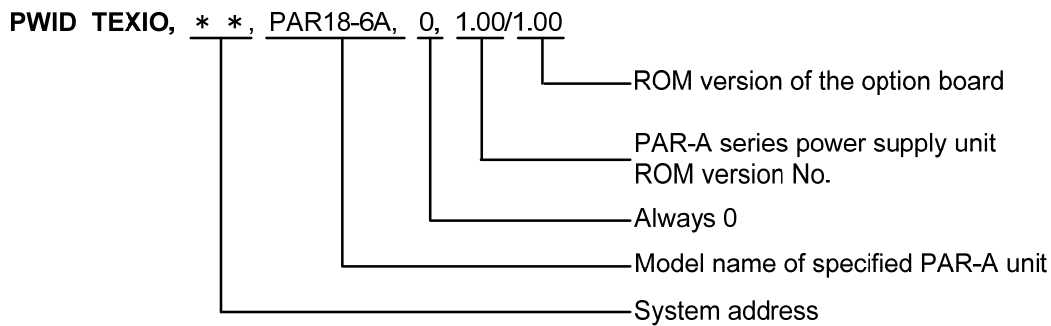 PWID TEXIO, * *, PAR18-6A, 0, 1.00/1.00
ROM version of the option board
PAR-A series power supply unit
ROM version No.
Always 0
Model name of specified PAR-A unit
System address